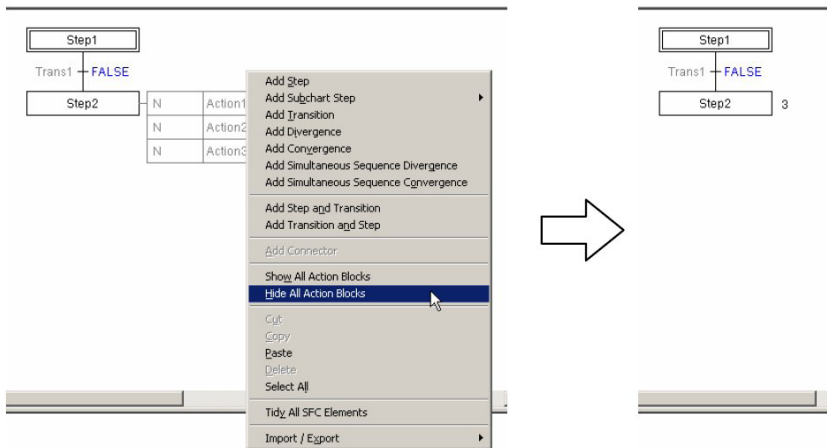 Step1
Trans1 FALSE
Step2 N Action1
N Action2
N Action3
Add Step
Add Subchart Step
Add Transition
Add Divergence
Add Convergence
Add Simultaneous Sequence Divergence
Add Simultaneous Sequence Convergence
Add Step and Transition
Add Transition and Step
Add Connector
Show All Action Blocks
Hide All Action Blocks
Cut
Copy
Paste
Delete
Select All
Tidy All SFC Elements
Import / Export
Step1
Trans1 FALSE
Step2 3